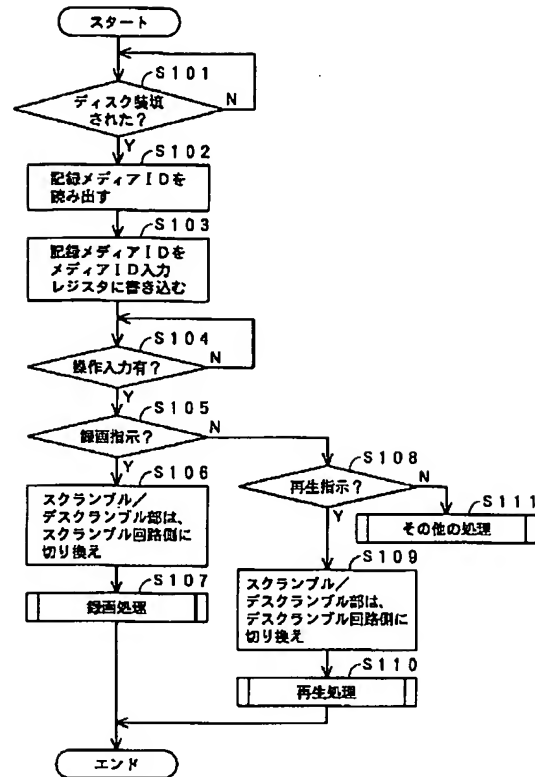 スタート
S101
ディスク装填
された？
N
Y
S102
記録メディアIDを
読み出す
S103
記録メディアIDを
メディアID入力
レジスタに書き込む
S104
操作入力有？
N
Y
S105
録画指示？
N
Y
S106
スクランブル／
デスクランブル部は、
スクランブル回路側に
切り換え
S107
録画処理
S108
再生指示？
N
Y
S111
その他の処理
S109
スクランブル／
デスクランブル部は、
デスクランブル回路側に
切り換え
S110
再生処理
エンド